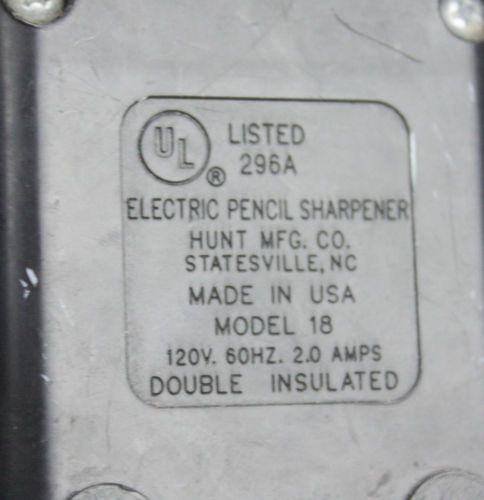 UL® LISTED
296A
ELECTRIC PENCIL SHARPENER
HUNT MFG. CO.
STATESVILLE, NC
MADE IN USA
MODEL 18
120V. 60HZ. 2.0 AMPS
DOUBLE INSULATED